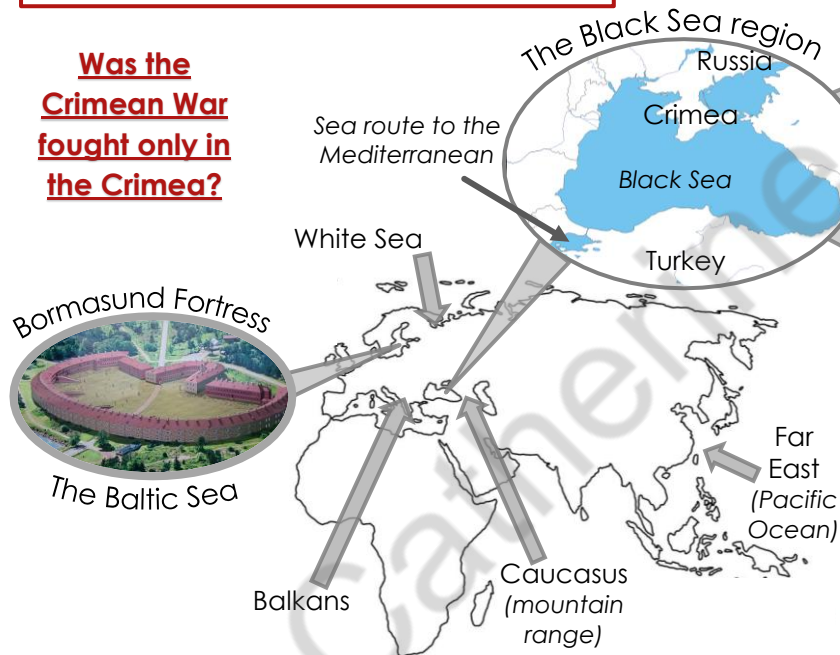 Was the
Crimean War
fought only in
the Crimea?
The Black Sea region
Russia
Crimea
Black Sea
Turkey
Sea route to the
Mediterranean
White Sea
Bormasund Fortress
The Baltic Sea
Balkans
Caucasus
(mountain
range)
Far
East
(Pacific
Ocean)
Catherine